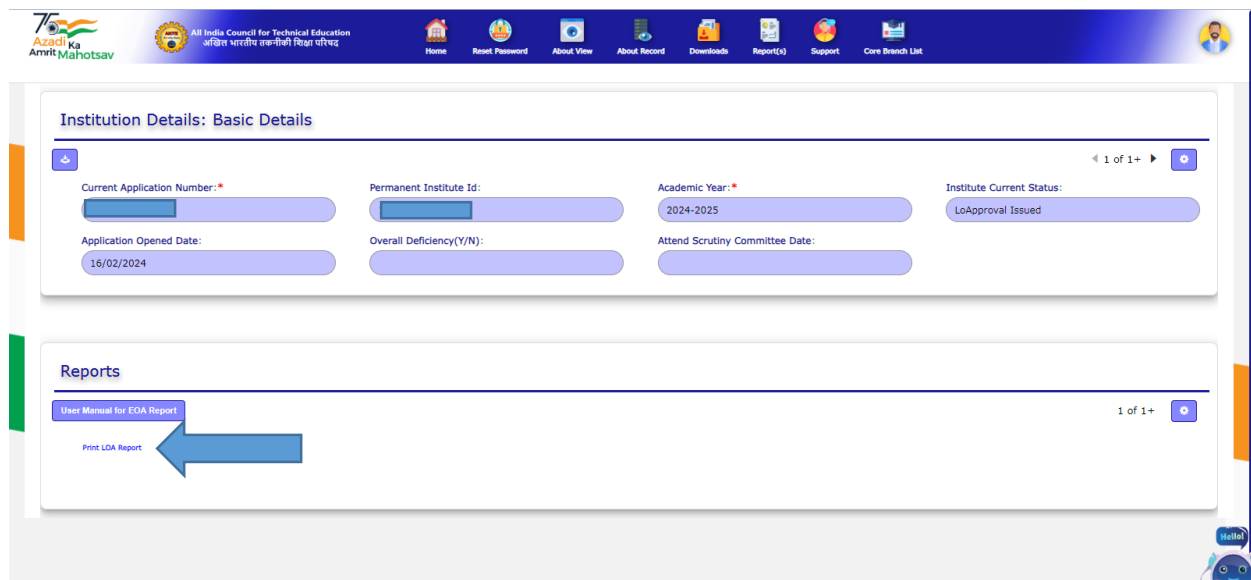 75
Azadi Ka
Amrit Mahotsav
AICTE
All India Council for Technical Education
अखिल भारतीय तकनीकी शिक्षा परिषद
Home
Reset Password
About View
About Record
Downloads
Report(s)
Support
Core Branch List
Institution Details: Basic Details
1 of 1+
Current Application Number:*
Permanent Institute Id:
Academic Year:*
Institute Current Status:
2024-2025
LoApproval Issued
Application Opened Date:
Overall Deficiency(Y/N):
Attend Scrutiny Committee Date:
16/02/2024
Reports
User Manual for EOA Report
1 of 1+
Print LOA Report
Hello!